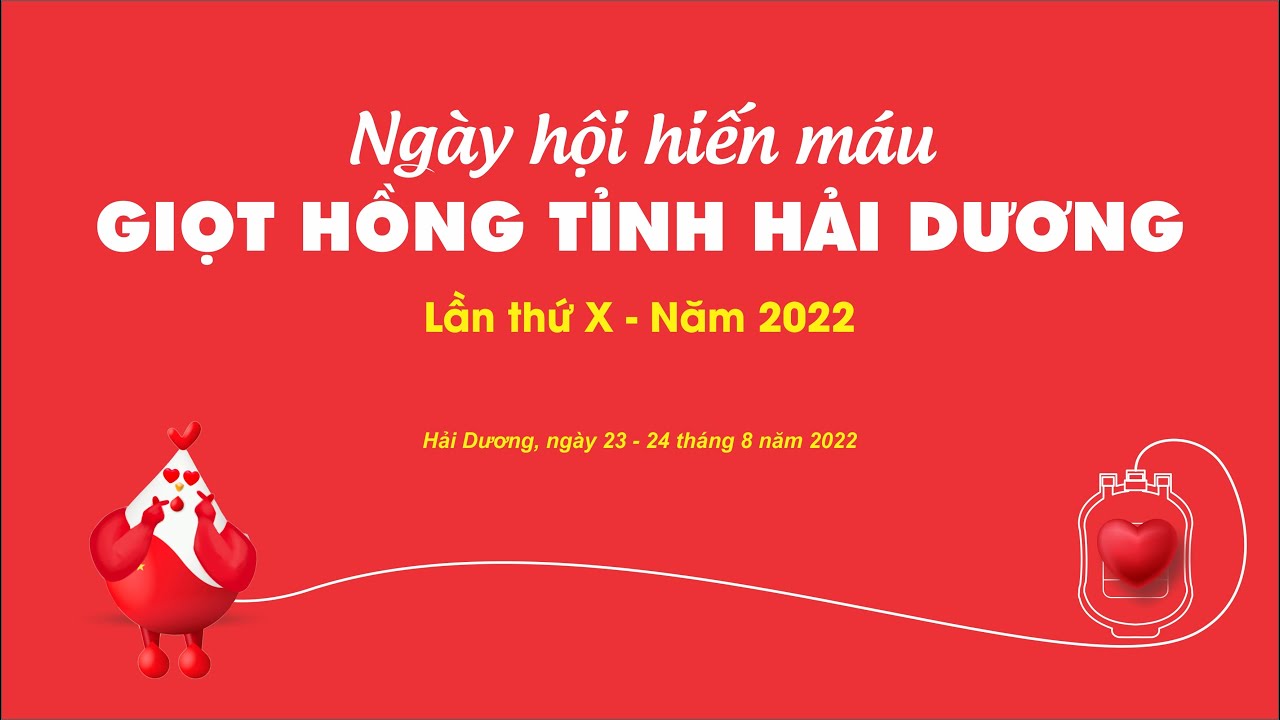 Ngày hội hiến máu
GIỌT HỒNG TỈNH HẢI DƯƠNG
Lần thứ X - Năm 2022
Hải Dương, ngày 23 - 24 tháng 8 năm 2022